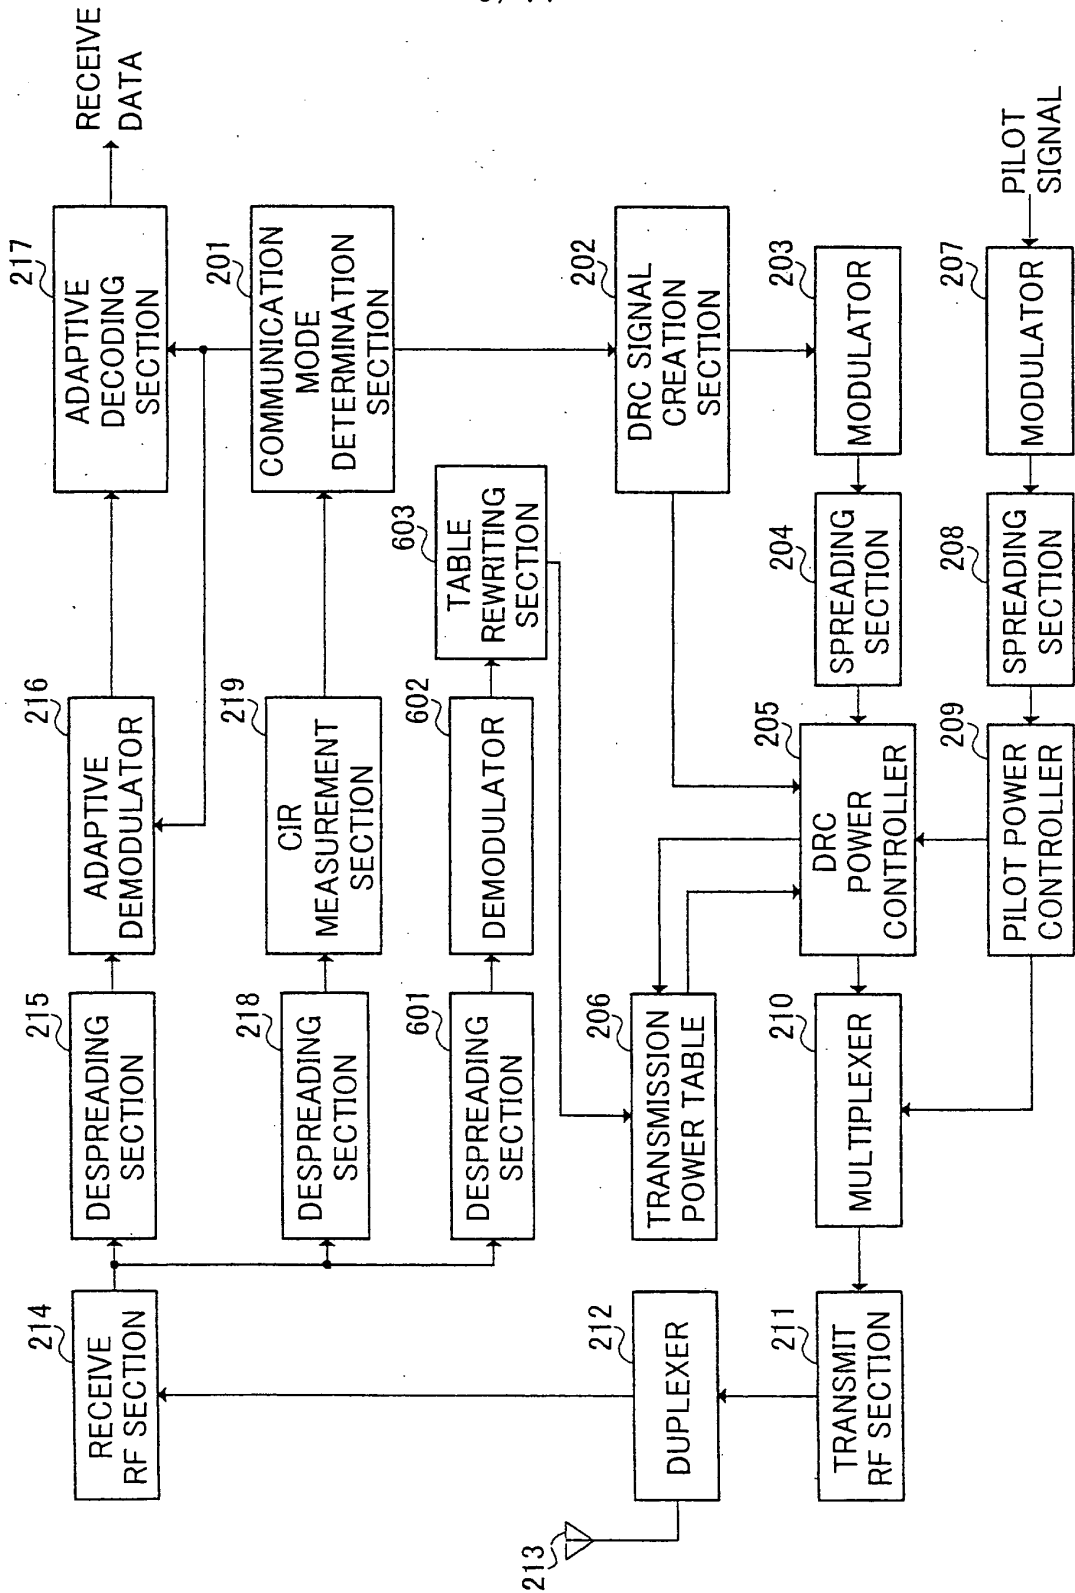 214
RECEIVE
RF SECTION
215
DESPREADING
SECTION
216
ADAPTIVE
DEMODULATOR
217
ADAPTIVE
DECODING
SECTION
RECEIVE
DATA
218
DESPREADING
SECTION
219
CIR
MEASUREMENT
SECTION
201
COMMUNICATION
MODE
DETERMINATION
SECTION
601
DESPREADING
SECTION
602
DEMODULATOR
603
TABLE
REWRITING
SECTION
213
212
DUPLEXER
206
TRANSMISSION
POWER TABLE
202
DRC SIGNAL
CREATION
SECTION
211
TRANSMIT
RF SECTION
210
MULTIPLEXER
205
DRC
POWER
CONTROLLER
204
SPREADING
SECTION
203
MODULATOR
209
PILOT POWER
CONTROLLER
208
SPREADING
SECTION
207
MODULATOR
PILOT
SIGNAL